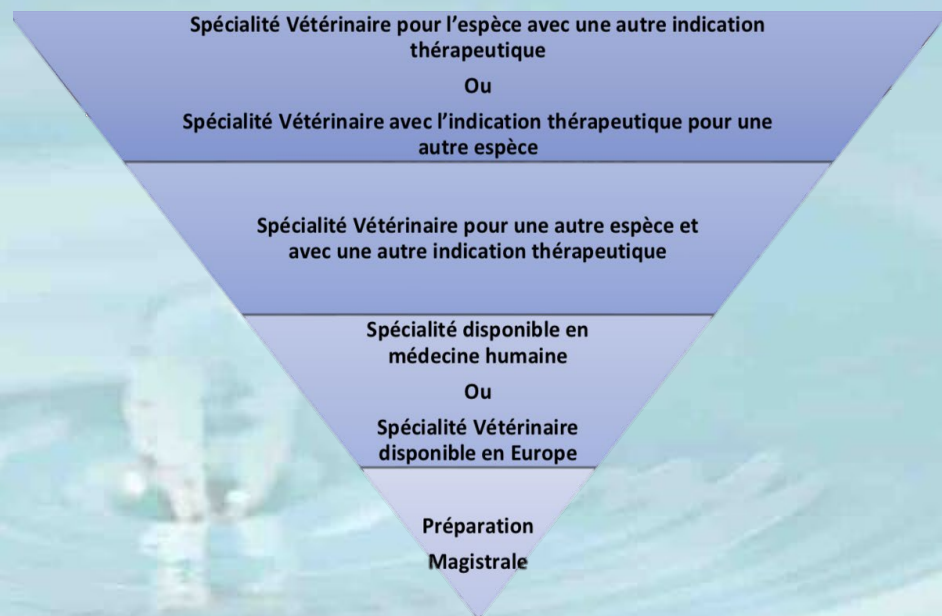 Spécialité Vétérinaire pour l’espèce avec une autre indication
thérapeutique
Ou
Spécialité Vétérinaire avec l’indication thérapeutique pour une
autre espèce
Spécialité Vétérinaire pour une autre espèce et
avec une autre indication thérapeutique
Spécialité disponible en
médecine humaine
Ou
Spécialité Vétérinaire
disponible en Europe
Préparation
Magistrale